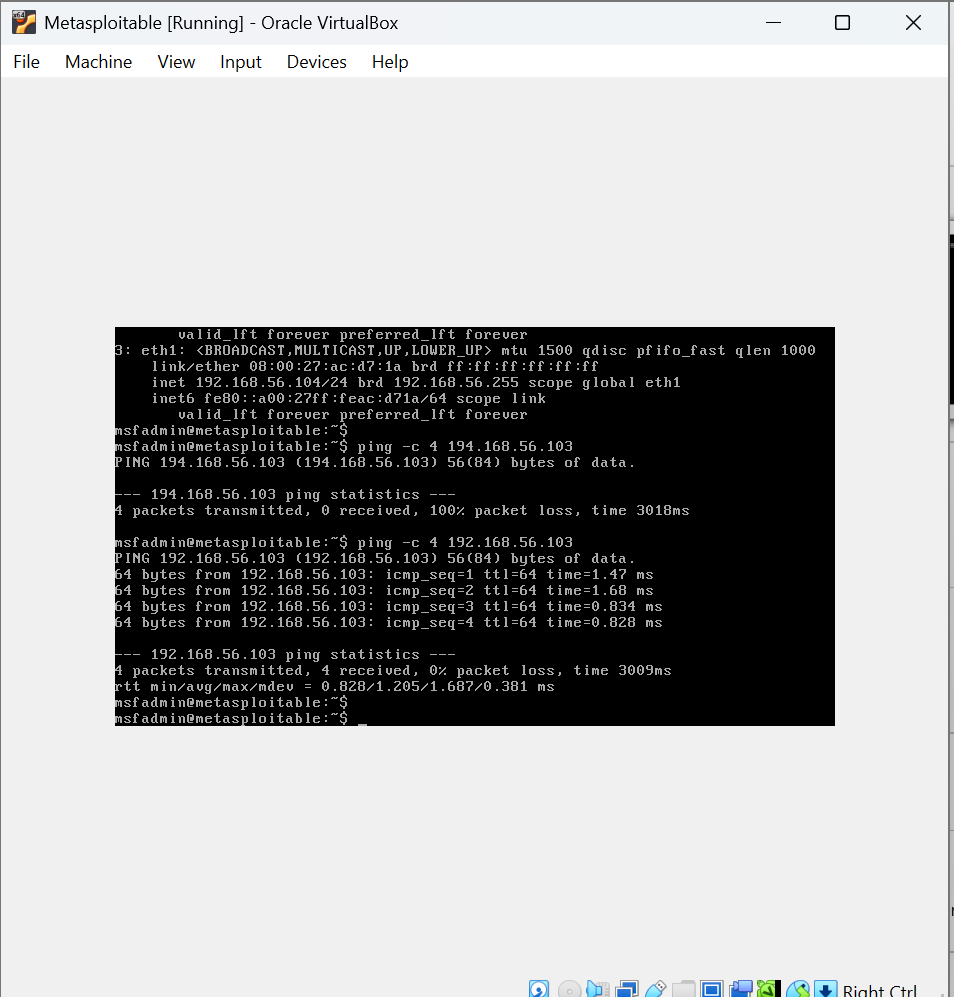 Metasploitable [Running] - Oracle VirtualBox
File Machine View Input Devices Help
valid_lft forever preferred_lft forever
3: eth1: <BROADCAST,MULTICAST,UP,LOWER_UP> mtu 1500 qdisc pfifo_fast qlen 1000
link/ether 08:00:27:ac:d7:1a brd ff:ff:ff:ff:ff:ff
inet 192.168.56.104/24 brd 192.168.56.255 scope global eth1
inet6 fe80::a00:27ff:feac:d71a/64 scope link
valid_lft forever preferred_lft forever
msfadmin@metasploitable:~$
msfadmin@metasploitable:~$ ping -c 4 194.168.56.103
PING 194.168.56.103 (194.168.56.103) 56(84) bytes of data.
--- 194.168.56.103 ping statistics ---
4 packets transmitted, 0 received, 100% packet loss, time 3018ms
msfadmin@metasploitable:~$ ping -c 4 192.168.56.103
PING 192.168.56.103 (192.168.56.103) 56(84) bytes of data.
64 bytes from 192.168.56.103: icmp_seq=1 ttl=64 time=1.47 ms
64 bytes from 192.168.56.103: icmp_seq=2 ttl=64 time=1.68 ms
64 bytes from 192.168.56.103: icmp_seq=3 ttl=64 time=0.834 ms
64 bytes from 192.168.56.103: icmp_seq=4 ttl=64 time=0.828 ms
--- 192.168.56.103 ping statistics ---
4 packets transmitted, 4 received, 0% packet loss, time 3009ms
rtt min/avg/max/mdev = 0.828/1.205/1.687/0.381 ms
msfadmin@metasploitable:~$
msfadmin@metasploitable:~$ _
Right Ctrl